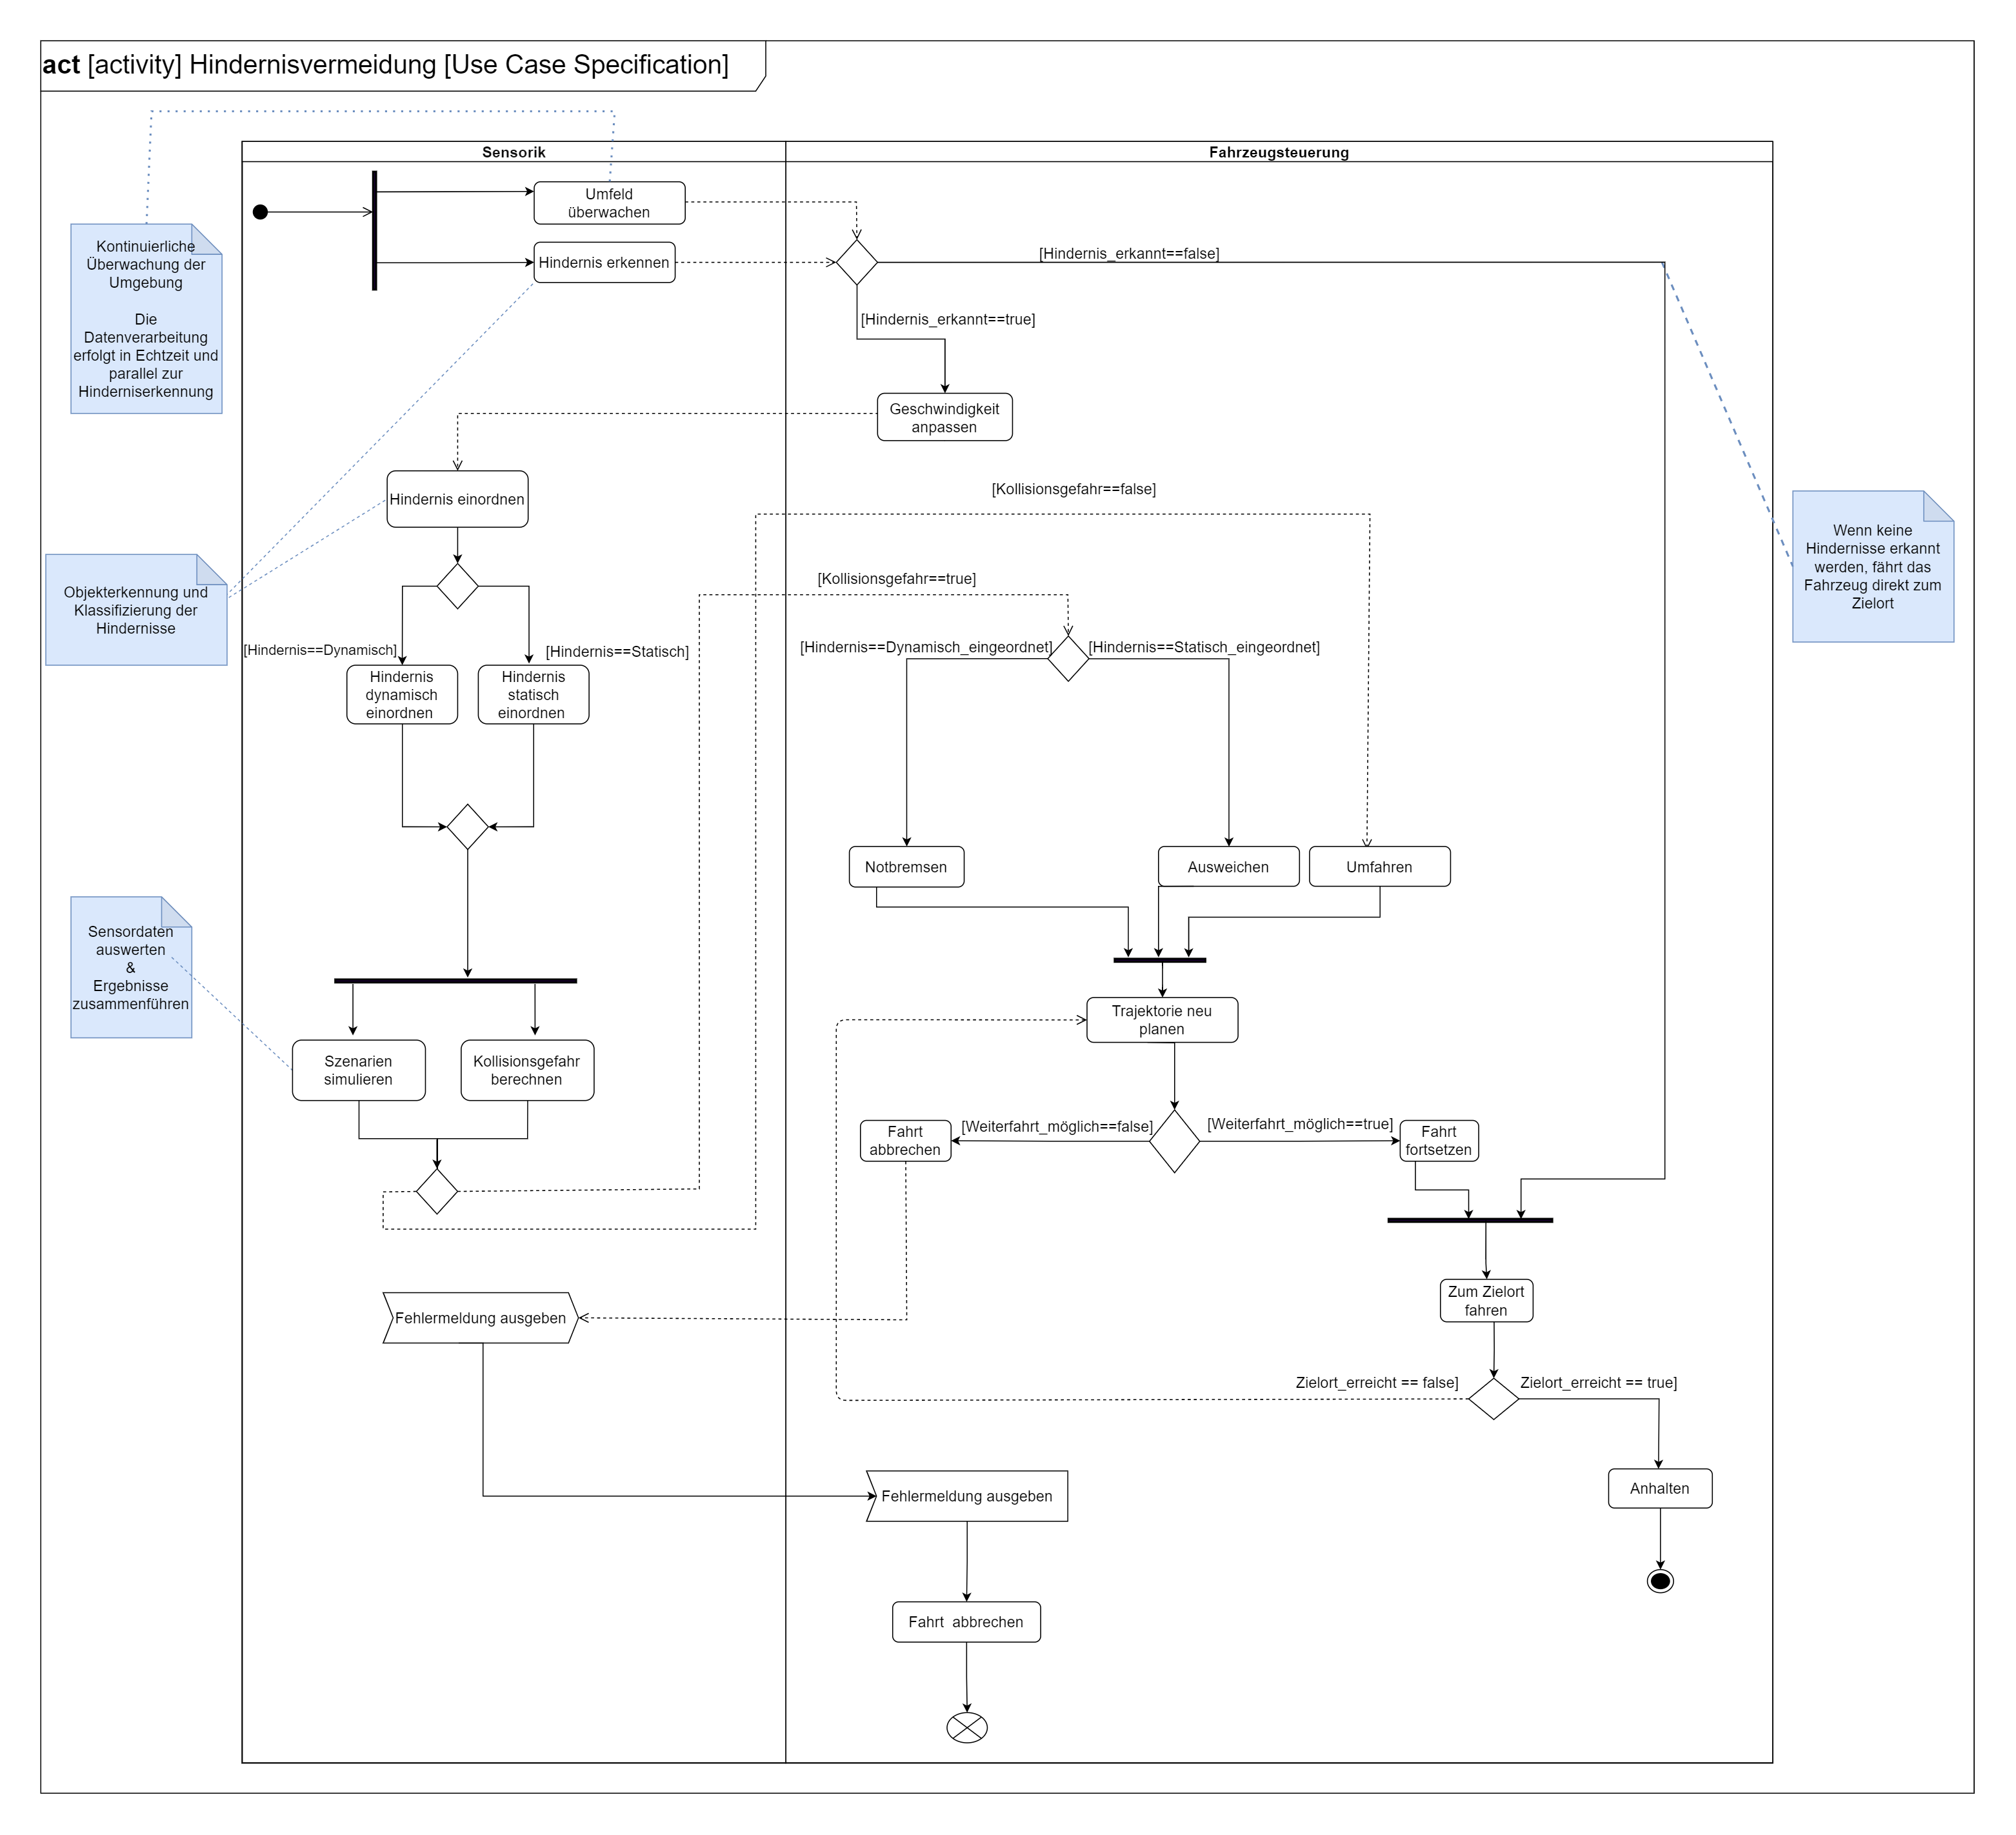 act [activity] Hindernisvermeidung [Use Case Specification]
Sensorik
Fahrzeugsteuerung
Umfeld
überwachen
Kontinuierliche
Überwachung der
Umgebung
Die
Datenverarbeitung
erfolgt in Echtzeit und
parallel zur
Hinderniserkennung
Hindernis erkennen
[Hindernis_erkannt==false]
[Hindernis_erkannt==true]
Geschwindigkeit
anpassen
Hindernis einordnen
[Kollisionsgefahr==false]
Wenn keine
Hindernisse erkannt
werden, fährt das
Fahrzeug direkt zum
Zielort
[Kollisionsgefahr==true]
Objekterkennung und
Klassifizierung der
Hindernisse
[Hindernis==Dynamisch]
[Hindernis==Statisch]
[Hindernis==Dynamisch_eingeordnet]
[Hindernis==Statisch_eingeordnet]
Hindernis
dynamisch
einordnen
Hindernis
statisch
einordnen
Notbremsen
Ausweichen
Umfahren
Sensordaten
auswerten
&
Ergebnisse
zusammenführen
Trajektorie neu
planen
Szenarien
simulieren
Kollisionsgefahr
berechnen
Fahrt
abbrechen
[Weiterfahrt_möglich==false]
[Weiterfahrt_möglich==true]
Fahrt
fortsetzen
Zum Zielort
fahren
Fehlermeldung ausgeben
Zielort_erreicht == false]
Zielort_erreicht == true]
Anhalten
Fehlermeldung ausgeben
Fahrt  abbrechen